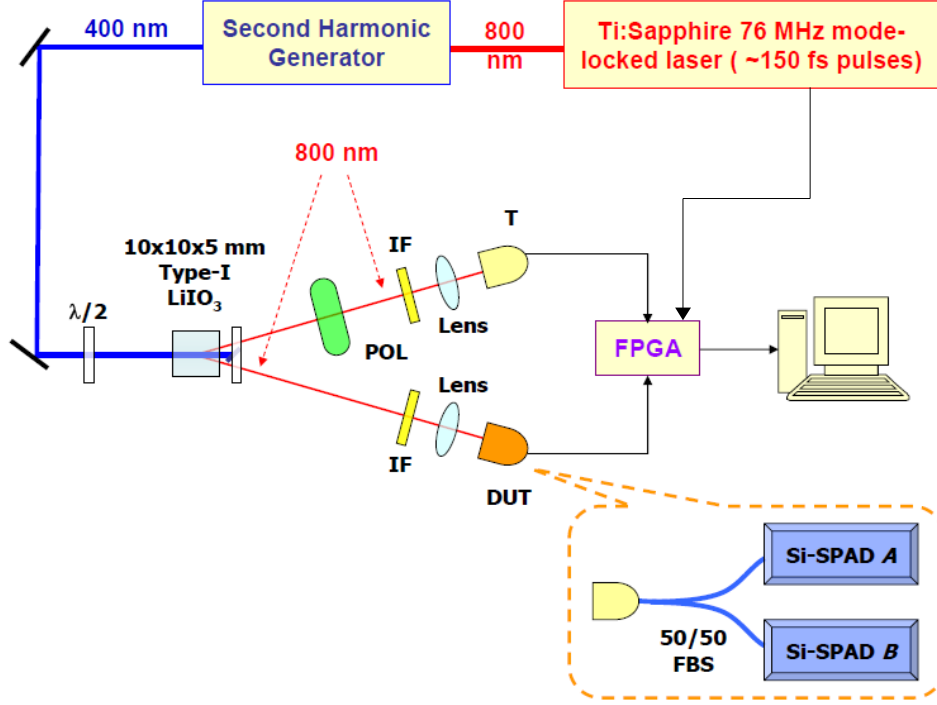 400 nm
Second Harmonic
Generator
800
nm
Ti:Sapphire 76 MHz mode-
locked laser ( ~150 fs pulses)
800 nm
T
IF
10x10x5 mm
Type-I
LiIO₃
λ/2
Lens
POL
FPGA
Lens
IF
DUT
Si-SPAD A
50/50
FBS
Si-SPAD B